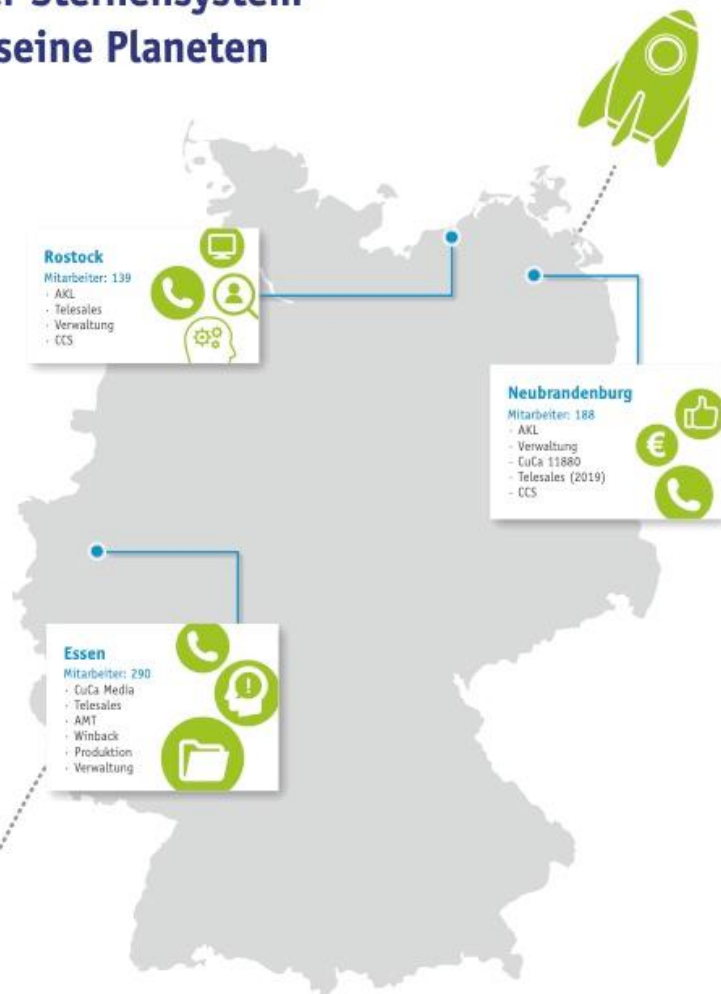 Sternensystem
seine Planeten
Rostock
Mitarbeiter: 139
· AKL
· Telesales
· Verwaltung
· CCS
Neubrandenburg
Mitarbeiter: 188
- AKL
- Verwaltung
- CuCa 11880
- Telesales (2019)
- CCS
€
Essen
Mitarbeiter: 290
· CuCa Media
· Telesales
· AMT
· Winback
· Produktion
· Verwaltung
!